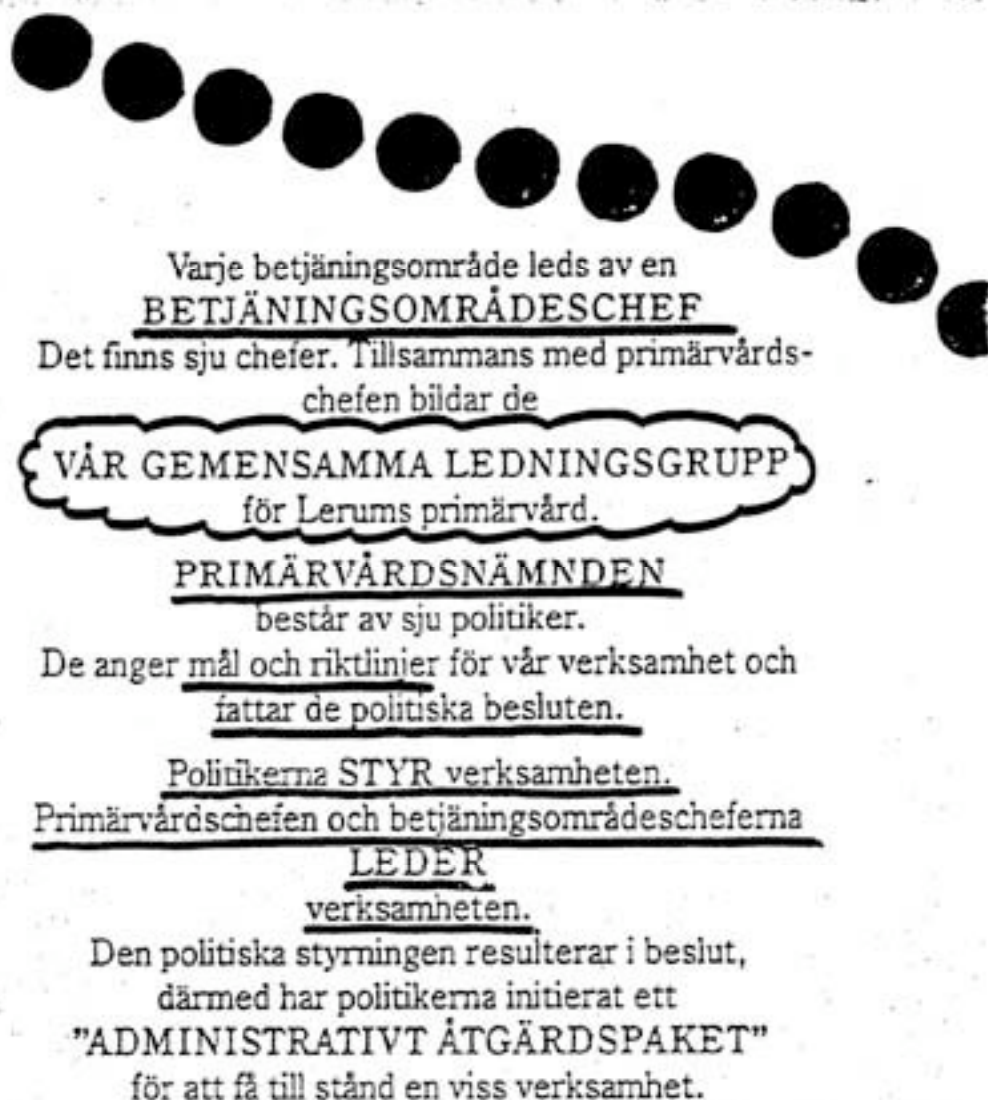 Varje betjäningsområde leds av en
BETJÄNINGSOMRÅDESCHEF
Det finns sju chefer. Tillsammans med primärvårds-
chefen bildar de
VÅR GEMENSAMMA LEDNINGSGRUPP
för Lerums primärvård.
PRIMÄRVÅRDSNÄMNDEN
består av sju politiker.
De anger mål och riktlinjer för vår verksamhet och
fattar de politiska besluten.
Politikerna STYR verksamheten.
Primärvårdschefen och betjäningsområdescheferna
LEDER
verksamheten.
Den politiska styrningen resulterar i beslut,
därmed har politikerna initierat ett
"ADMINISTRATIVT ÅTGÄRDSPAKET"
för att få till stånd en viss verksamhet.